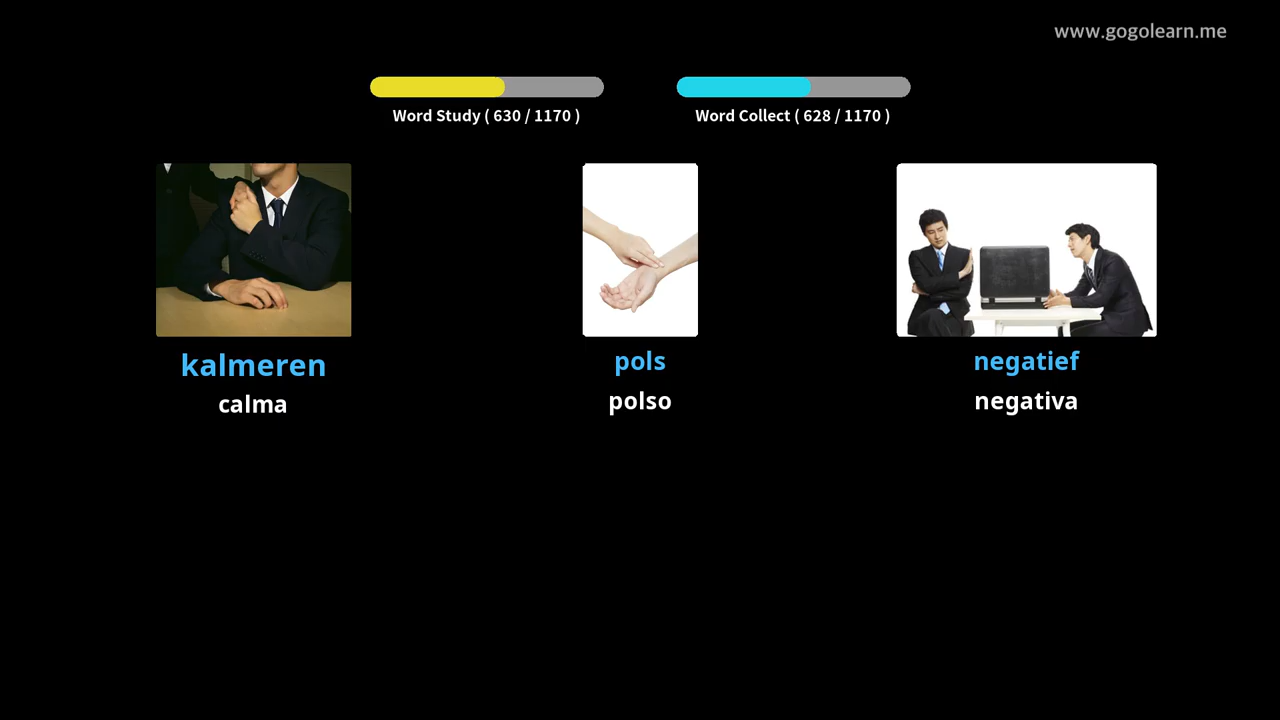 www.gogolearn.me
Word Study ( 630 / 1170 )
Word Collect ( 628 / 1170 )
kalmeren
calma
pols
polso
negatief
negativa